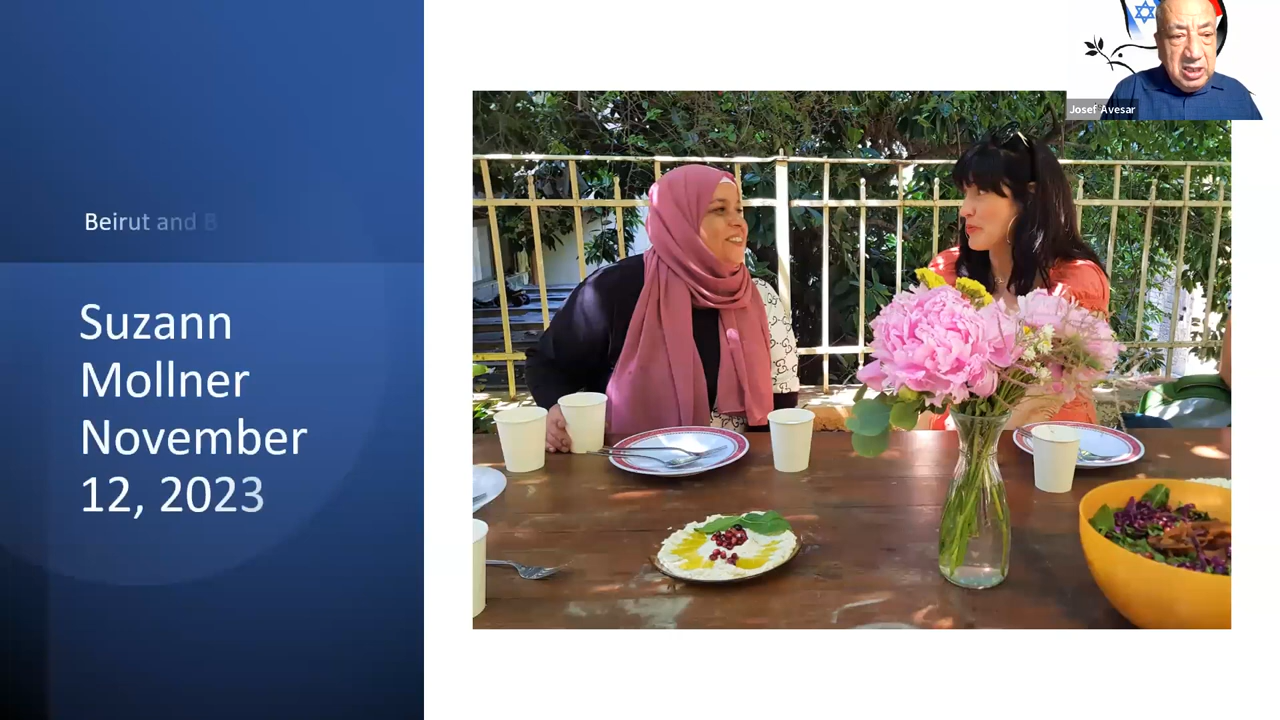 Beirut and B
Suzann
Mollner
November
12, 2023
Josef Avesar